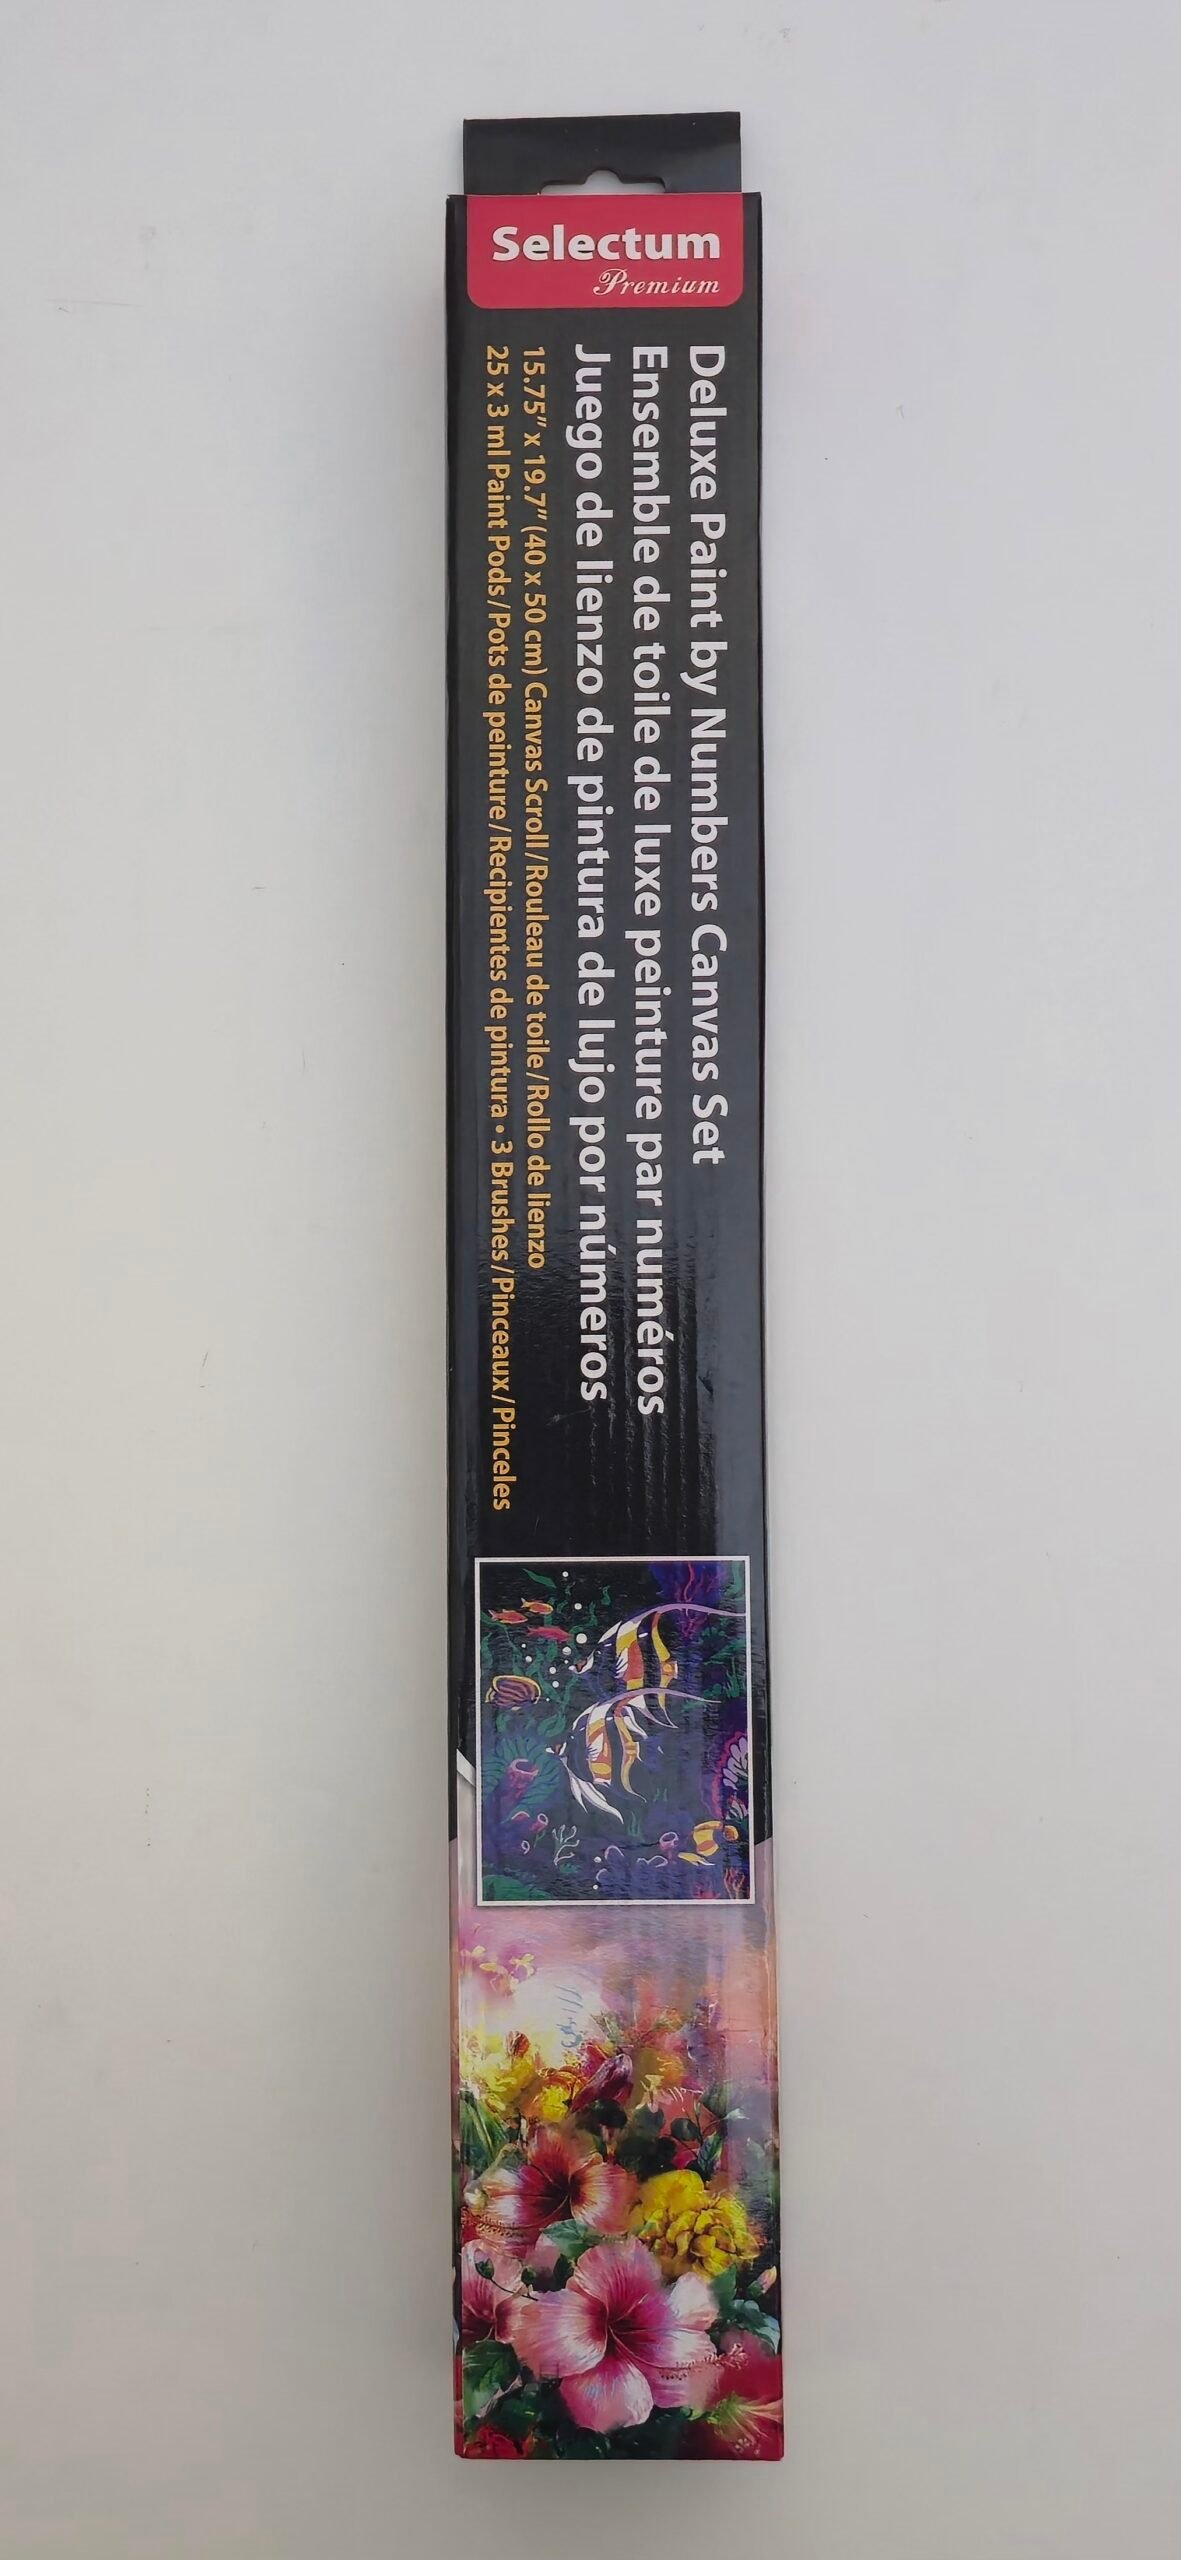 Selectum
Premium
Deluxe Paint by Numbers Canvas Set
Ensemble de toile de luxe peinture par numéros
Juego de lienzo de pintura de lujo por números
15.75" x 19.7" (40 x 50 cm) Canvas Scroll / Rouleau de toile / Rollo de lienzo
25 x 3 ml Paint Pods / Pots de peinture / Recipientes de pintura • 3 Brushes / Pinceaux / Pinceles